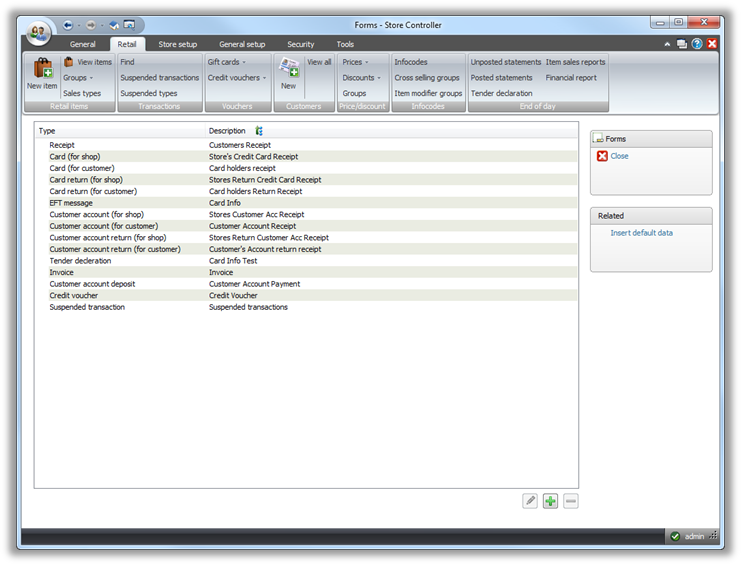 Forms - Store Controller
General Retail Store setup General setup Security Tools
New item
View items
Groups
Sales types
Retail items
Find
Suspended transactions
Suspended types
Transactions
Gift cards
Credit vouchers
Vouchers
New
View all
Customers
Prices
Discounts
Groups
Price/discount
Infocodes
Cross selling groups
Item modifier groups
Infocodes
Unposted statements Item sales reports
Posted statements Financial report
Tender declaration
End of day
Type Description
Receipt Customers Receipt
Card (for shop) Store's Credit Card Receipt
Card (for customer) Card holders receipt
Card return (for shop) Stores Return Credit Card Receipt
Card return (for customer) Card holders Return Receipt
EFT message Card Info
Customer account (for shop) Stores Customer Acc Receipt
Customer account (for customer) Customer Account Receipt
Customer account return (for shop) Stores Return Customer Acc Receipt
Customer account return (for customer) Customer's Account return receipt
Tender decleration Card Info Test
Invoice Invoice
Customer account deposit Customer Account Payment
Credit voucher Credit Voucher
Suspended transaction Suspended transactions
Forms
Close
Related
Insert default data
admin